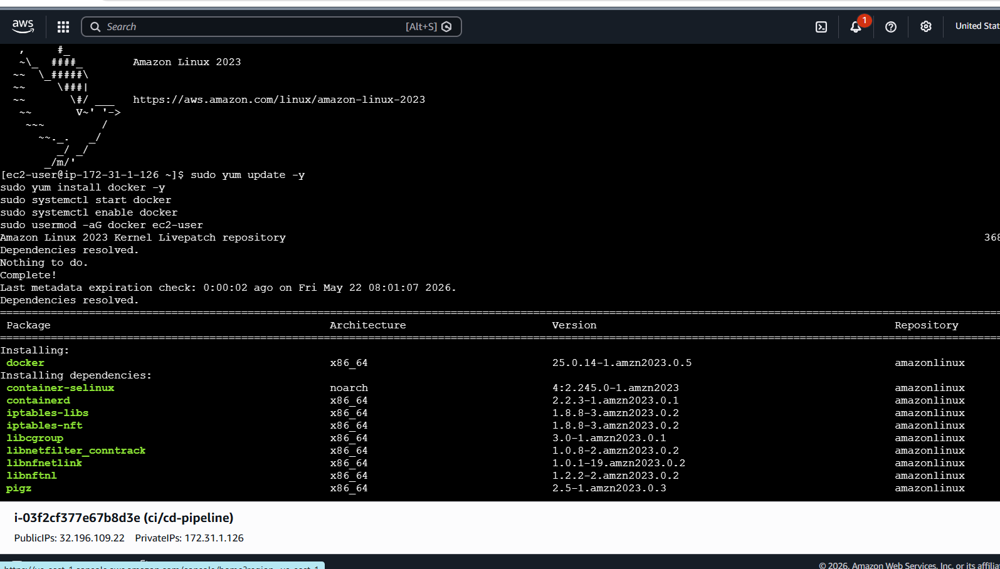 aws
Search [Alt+S]
1
United Stat
,      #_
~\_  ####_        Amazon Linux 2023
~~  \_#####\
~~     \###|
~~       \#/ ___   https://aws.amazon.com/linux/amazon-linux-2023
~~       V~' '->
~~~         /
~~._.   _/
_/ _/
_/m/'
[ec2-user@ip-172-31-1-126 ~]$ sudo yum update -y
sudo yum install docker -y
sudo systemctl start docker
sudo systemctl enable docker
sudo usermod -aG docker ec2-user
Amazon Linux 2023 Kernel Livepatch repository 368
Dependencies resolved.
Nothing to do.
Complete!
Last metadata expiration check: 0:00:02 ago on Fri May 22 08:01:07 2026.
Dependencies resolved.
Package Architecture Version Repository
Installing:
docker x86_64 25.0.14-1.amzn2023.0.5 amazonlinux
Installing dependencies:
container-selinux noarch 4:2.245.0-1.amzn2023 amazonlinux
containerd x86_64 2.2.3-1.amzn2023.0.1 amazonlinux
iptables-libs x86_64 1.8.8-3.amzn2023.0.2 amazonlinux
iptables-nft x86_64 1.8.8-3.amzn2023.0.2 amazonlinux
libcgroup x86_64 3.0-1.amzn2023.0.1 amazonlinux
libnetfilter_conntrack x86_64 1.0.8-2.amzn2023.0.2 amazonlinux
libnfnetlink x86_64 1.0.1-19.amzn2023.0.2 amazonlinux
libnftnl x86_64 1.2.2-2.amzn2023.0.2 amazonlinux
pigz x86_64 2.5-1.amzn2023.0.3 amazonlinux
i-03f2cf377e67b8d3e (ci/cd-pipeline)
PublicIPs: 32.196.109.22 PrivateIPs: 172.31.1.126
© 2026, Amazon Web Services, Inc. or its affilia